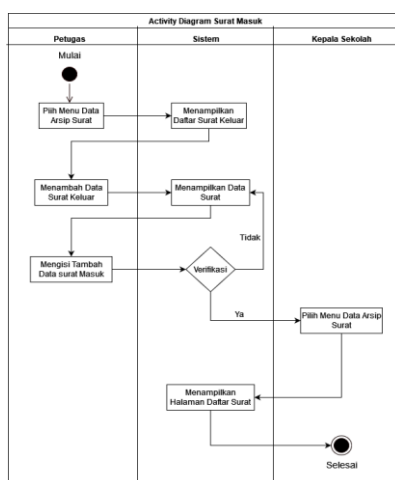 Activity Diagram Surat Masuk
Petugas
Sistem
Kepala Sekolah
Mulai
Pilih Menu Data
Arsip Surat
Menampilkan
Daftar Surat Keluar
Menambah Data
Surat Keluar
Menampilkan Data
Surat
Tidak
Mengisi Tambah
Data surat Masuk
Verifikasi
Ya
Pilih Menu Data Arsip
Surat
Menampilkan
Halaman Daftar Surat
Selesai